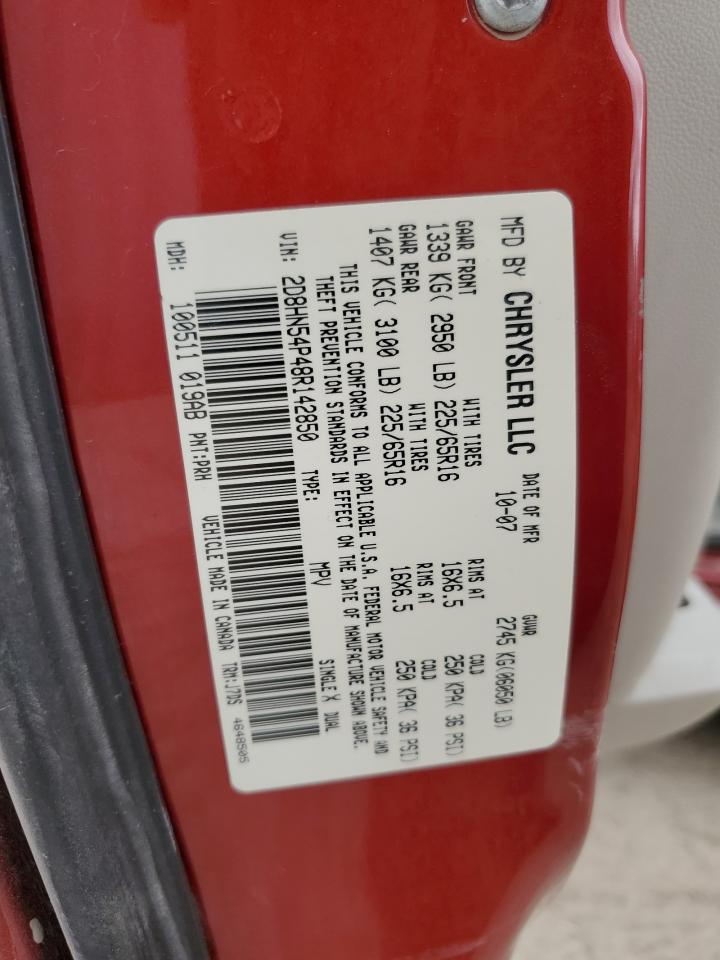 MFD BY CHRYSLER LLC DATE OF MFR 10-07 GVWR 2745 KG(06050 LB)
GAWR FRONT WITH TIRES RIMS AT COLD
1339 KG( 2950 LB) 225/65R16 16X6.5 250 KPA( 36 PSI)
GAWR REAR WITH TIRES RIMS AT COLD
1407 KG( 3100 LB) 225/65R16 16X6.5 250 KPA( 36 PSI)
THIS VEHICLE CONFORMS TO ALL APPLICABLE U.S.A. FEDERAL MOTOR VEHICLE SAFETY AND
THEFT PREVENTION STANDARDS IN EFFECT ON THE DATE OF MANUFACTURE SHOWN ABOVE.
VIN: 2D8HN54P48R142850 TYPE: MPV SINGLE X DUAL
MDH: 100511 019AB PNT:PRH VEHICLE MADE IN CANADA TRM:J7DS 4648505